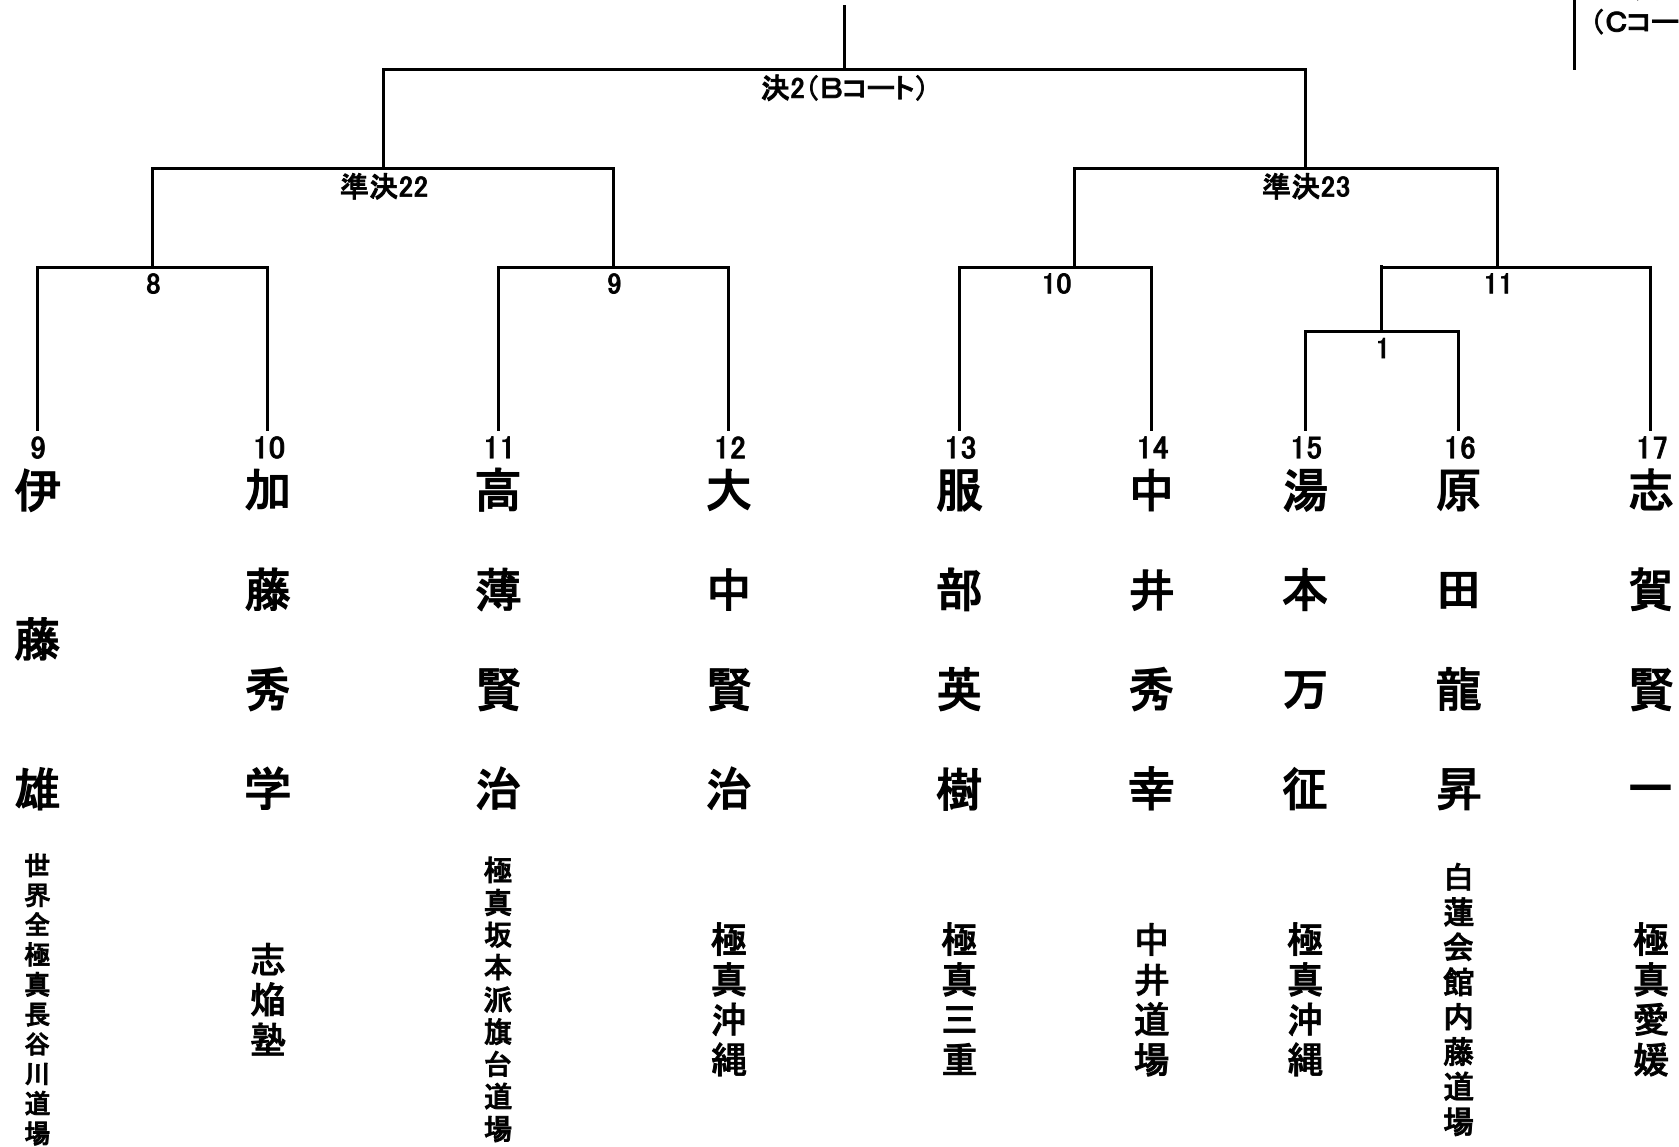 （Cコー
決2（Bコート）
準決22
準決23
8
9
10
11
1
9
伊藤雄
世界全極真長谷川道場
10
加藤秀学
志焔塾
11
高薄賢治
極真坂本派旗台道場
12
大中賢治
極真沖縄
13
服部英樹
極真三重
14
中井秀幸
中井道場
15
湯本万征
極真沖縄
16
原田龍昇
白蓮会館内藤道場
17
志賀賢一
極真愛媛